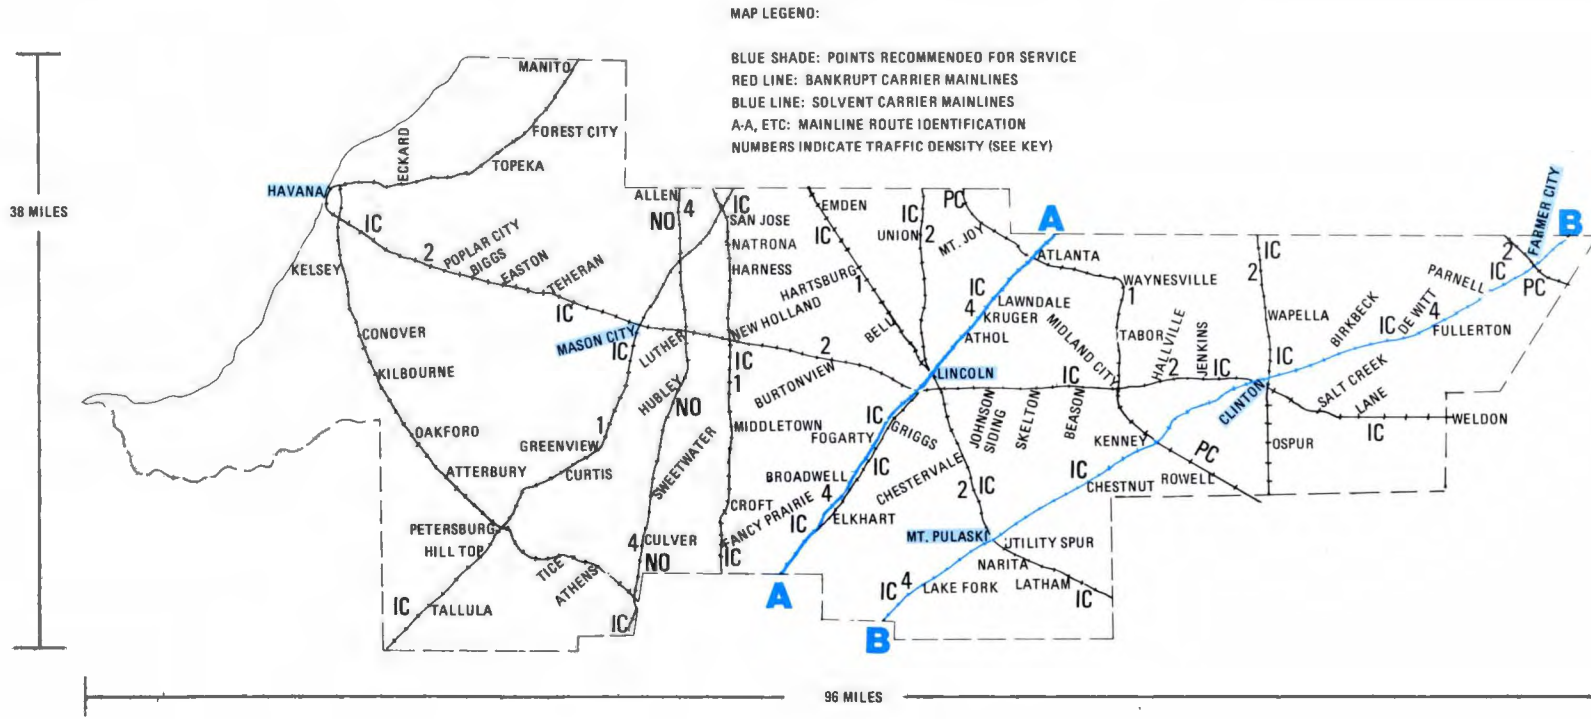 MAP LEGEND:
BLUE SHADE: POINTS RECOMMENDED FOR SERVICE
RED LINE: BANKRUPT CARRIER MAINLINES
BLUE LINE: SOLVENT CARRIER MAINLINES
A-A, ETC: MAINLINE ROUTE IDENTIFICATION
NUMBERS INDICATE TRAFFIC DENSITY (SEE KEY)
38 MILES
MANITO
FOREST CITY
TOPEKA
ECKARD
HAVANA
IC
2
POPLAR CITY
BIGGS
EASTON
TEHERAN
IC
MASON CITY
KELSEY
CONOVER
KILBOURNE
OAKFORD
ATTERBURY
PETERSBURG
HILL TOP
TALLULA
IC
TICE
ATHENS
IC
GREENVIEW
CURTIS
1
IC
ALLEN
NO
4
LUTHER
HUBLEY
NO
SWEETWATER
4
CULVER
NO
IC
SAN JOSE
NATRONA
HARNESS
NEW HOLLAND
IC
1
MIDDLETOWN
CROFT
FANCY PRAIRIE
IC
2
BURTONVIEW
EMDEN
IC
HARTSBURG
1
BELL
IC
UNION
2
PC
MT. JOY
A
ATLANTA
IC
4
LAWNDALE
KRUGER
ATHOL
LINCOLN
IC
FOGARTY
GRIGGS
IC
BROADWELL
4
ELKHART
IC
A
CHESTERVALE
2
IC
MT. PULASKI
UTILITY SPUR
NARITA
LATHAM
IC
JOHNSON
SIDING
SKELTON
BEASON
IC
MIDLAND CITY
WAYNESVILLE
1
TABOR
HALLVILLE
2
JENKINS
IC
CLINTON
KENNEY
PC
ROWELL
IC
CHESTNUT
LAKE FORK
IC
4
B
IC
2
WAPELLA
IC
OSPUR
SALT CREEK
LANE
IC
WELDON
BIRKBECK
IC
DE WITT
4
FULLERTON
PARNELL
IC
2
FARMER CITY
PC
B
96 MILES